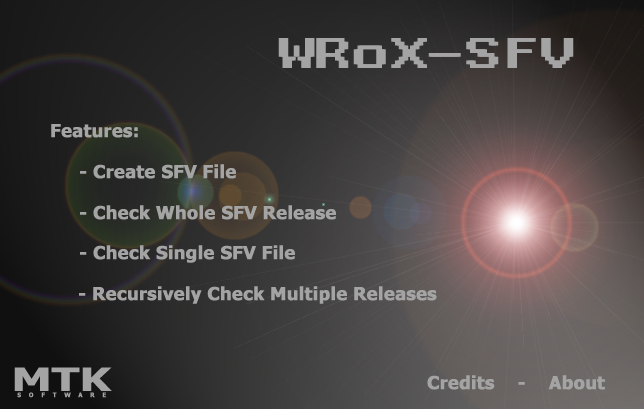 WRoX-SFV
Features:
- Create SFV File
- Check Whole SFV Release
- Check Single SFV File
- Recursively Check Multiple Releases
MTK
SOFTWARE
Credits - About